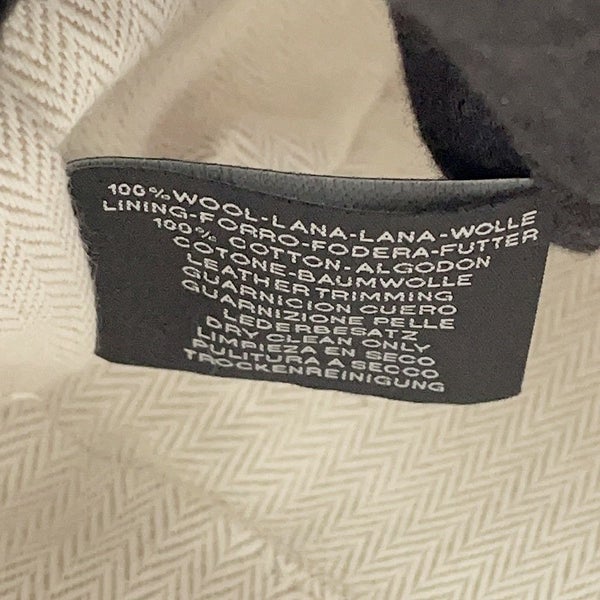 100% WOOL-LANA-LANA-WOLLE
LINING-FORRO-FODERA-FUTTER
100% COTTON-ALGODON
COTONE-BAUMWOLLE
LEATHER TRIMMING
GUARNICION CUERO
GUARNIZIONE PELLE
LEDERBESATZ
DRY CLEAN ONLY
LIMPIEZA EN SECO
PULITURA A SECCO
TROCKENREINIGUNG